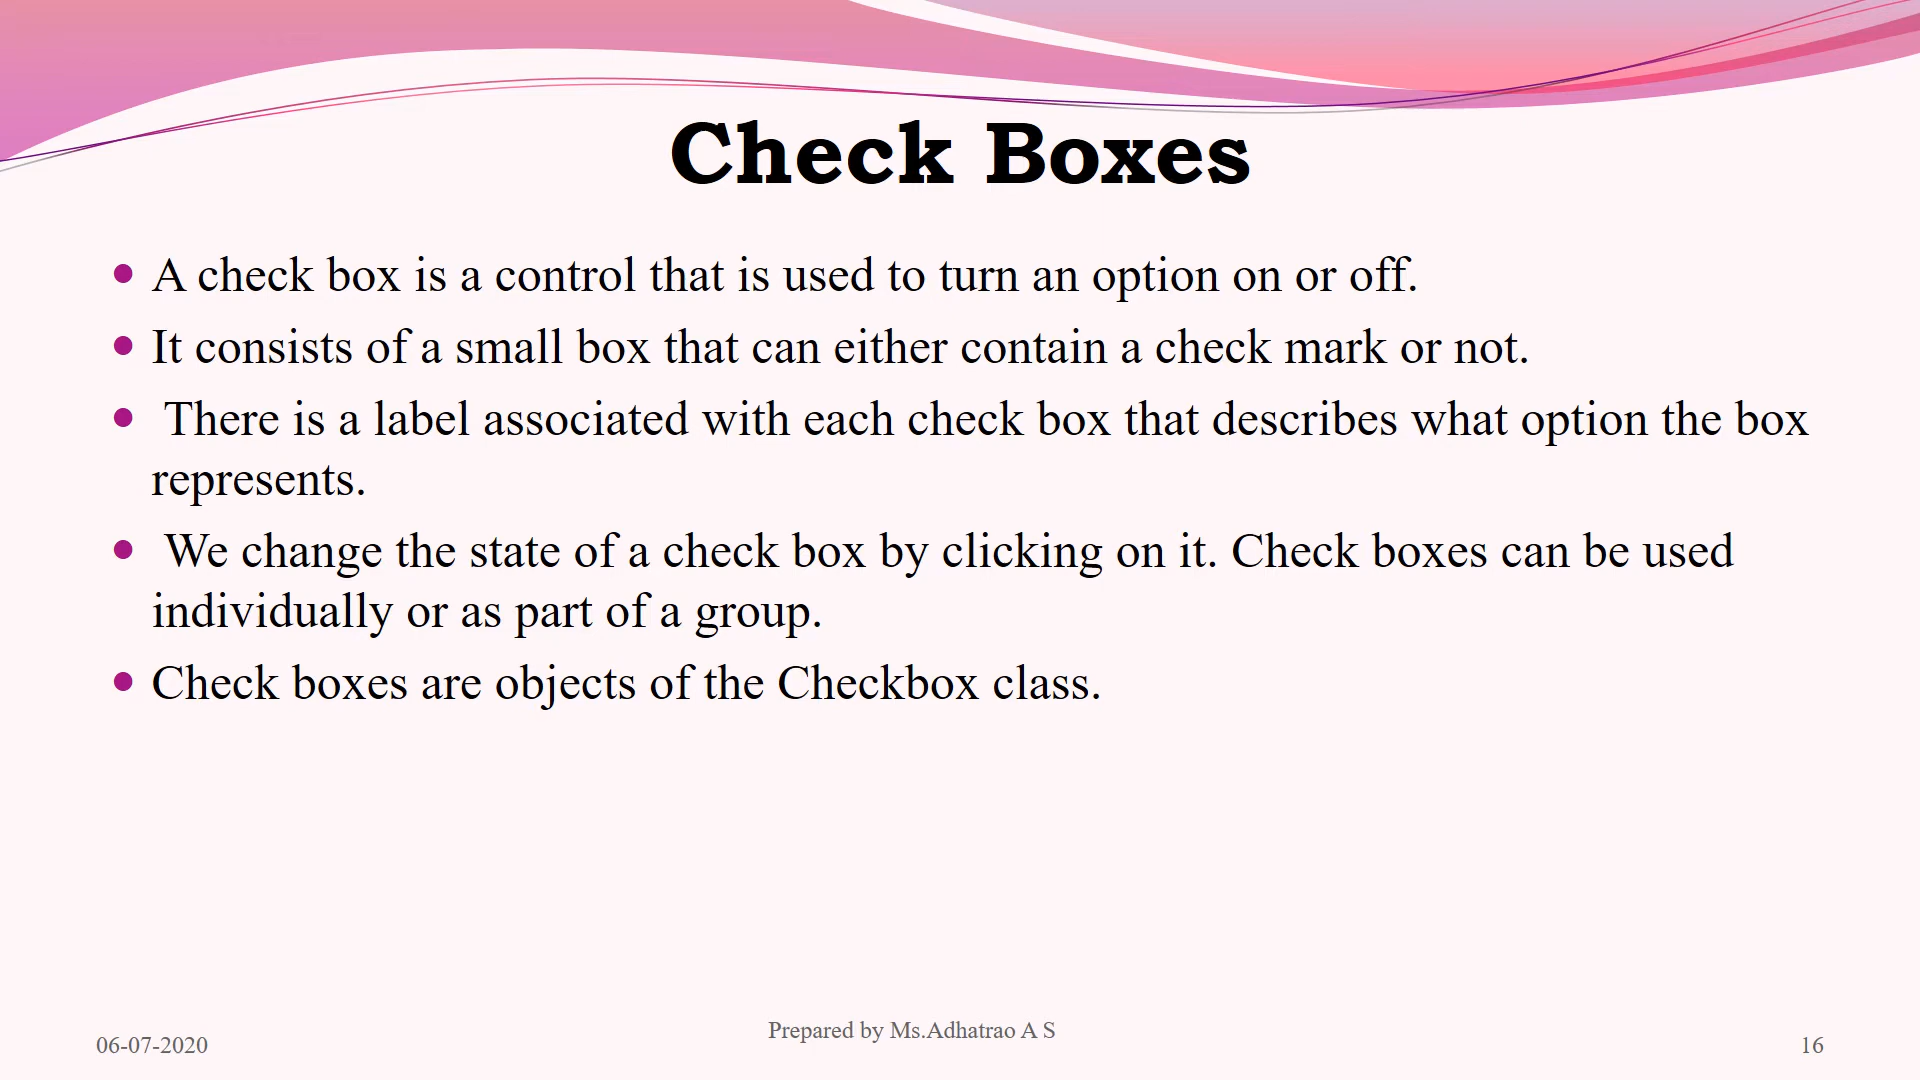 Check Boxes
• A check box is a control that is used to turn an option on or off.
• It consists of a small box that can either contain a check mark or not.
• There is a label associated with each check box that describes what option the box
represents.
• We change the state of a check box by clicking on it. Check boxes can be used
individually or as part of a group.
• Check boxes are objects of the Checkbox class.
06-07-2020
Prepared by Ms.Adhatrao A S
16